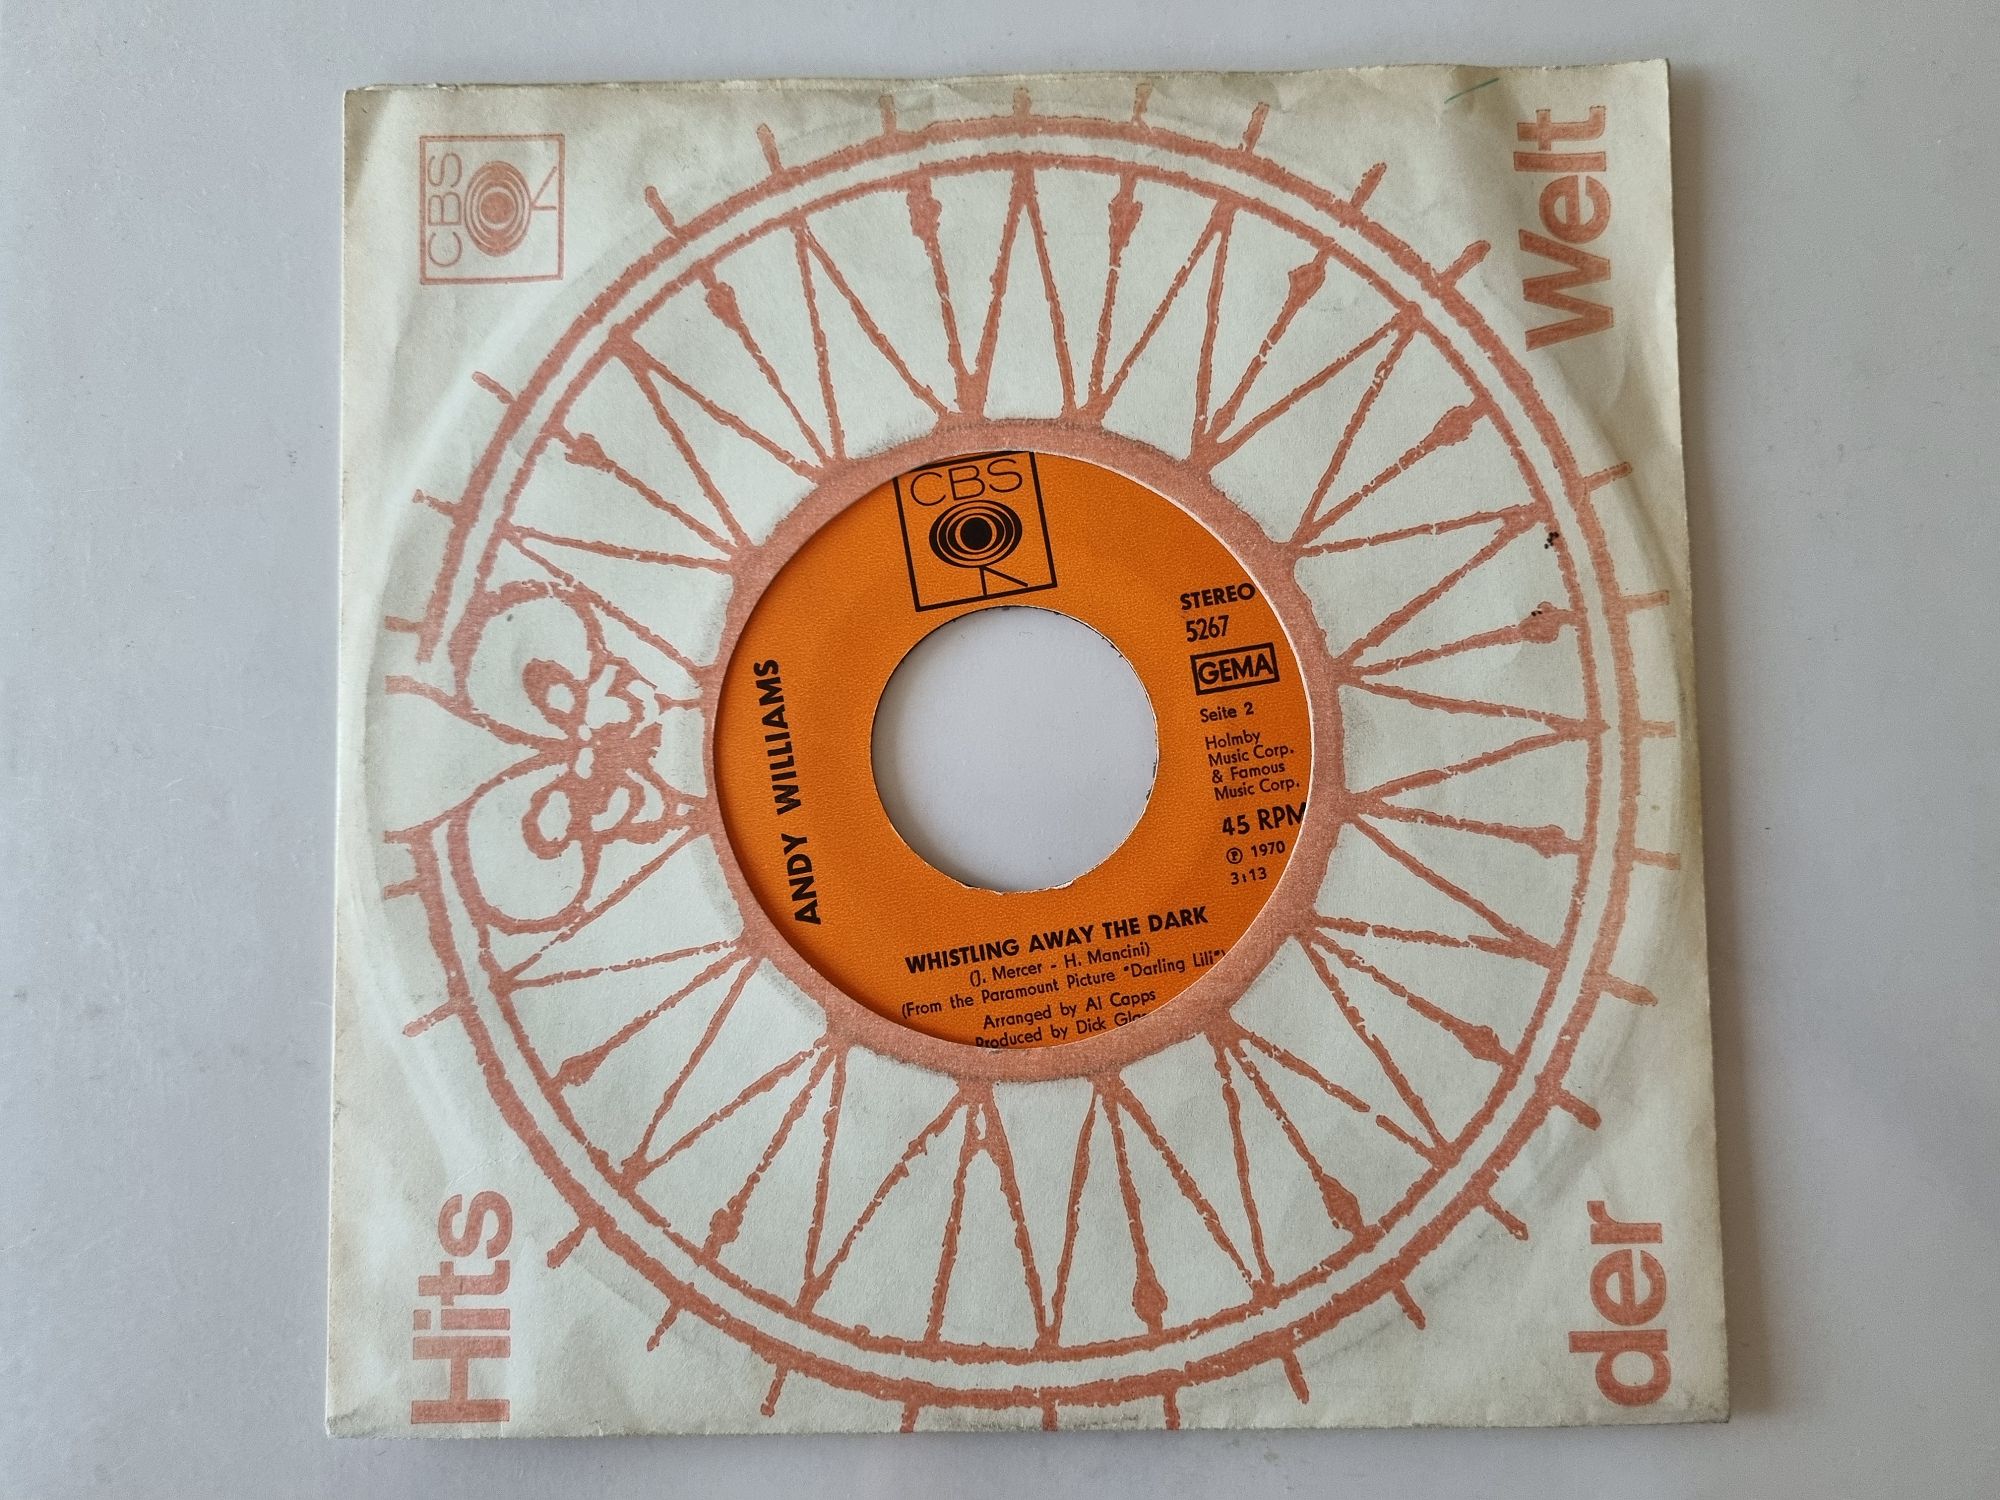 CBS
Hits
der
Welt
CBS
STEREO
5267
GEMA
Seite 2
Holmby
Music Corp.
& Famous
Music Corp.
45 RPM
℗ 1970
3:13
ANDY WILLIAMS
WHISTLING AWAY THE DARK
(J. Mercer - H. Mancini)
(From the Paramount Picture "Darling Lili")
Arranged by Al Capps
Produced by Dick